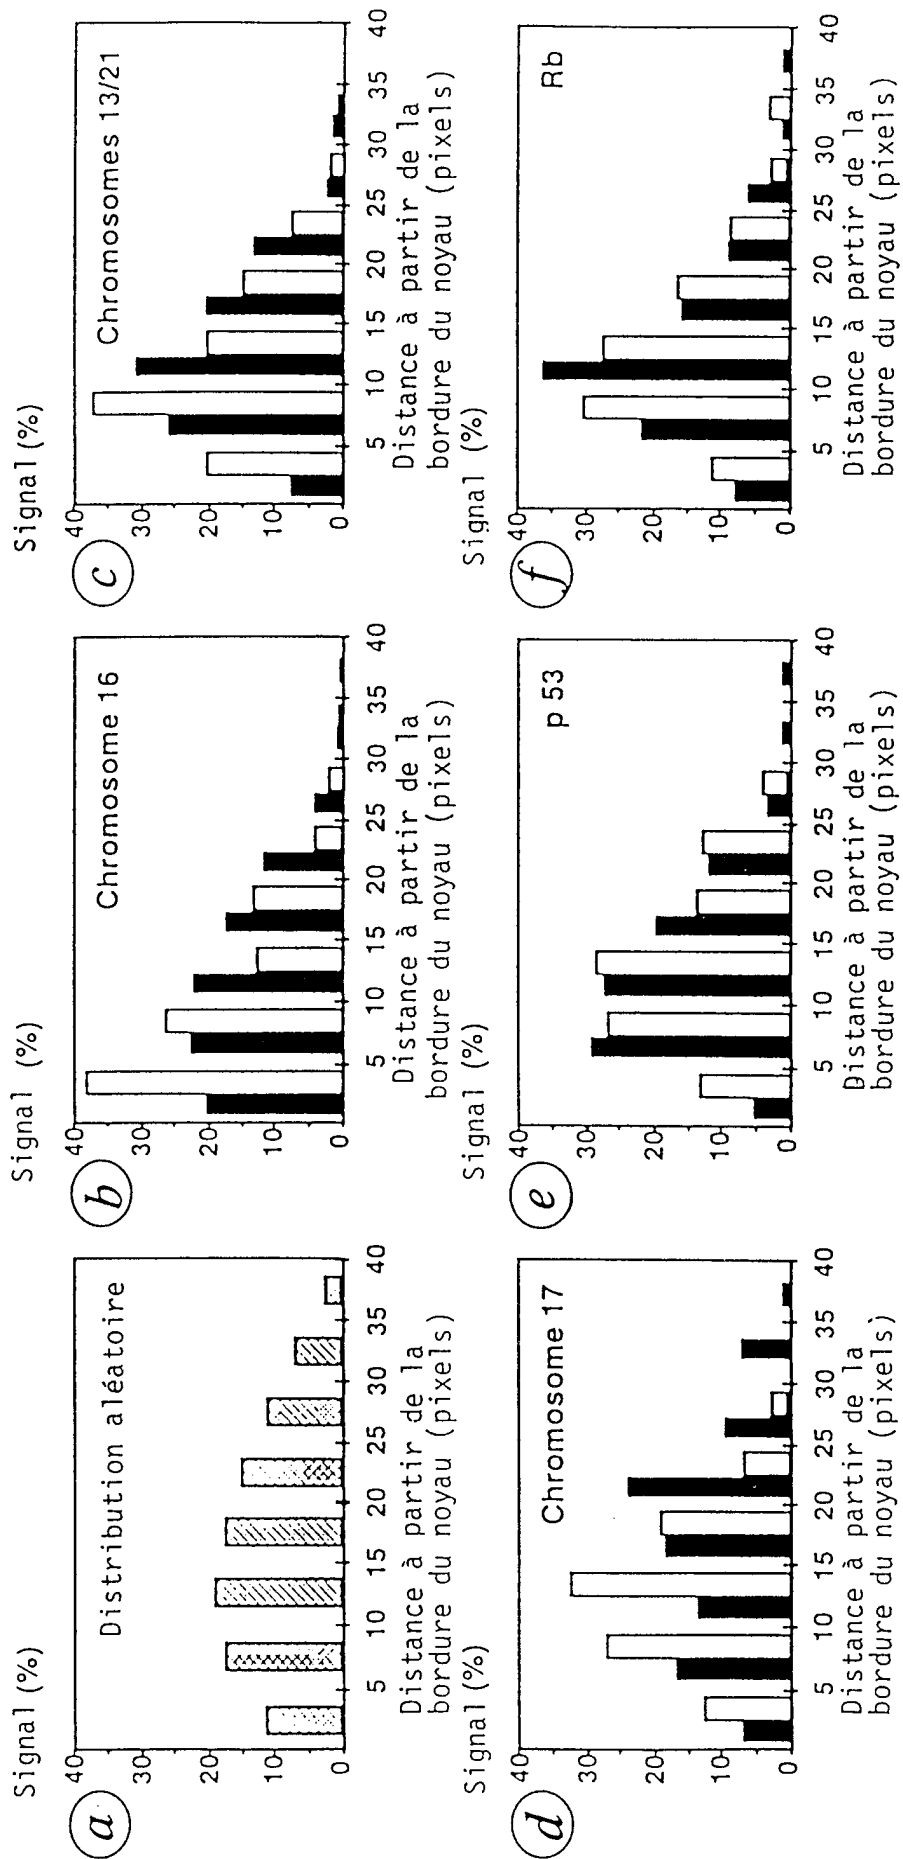 a
Signal (%)
Distribution aléatoire
40
30
20
10
0
5 10 15 20 25 30 35 40
Distance à partir de la
bordure du noyau (pixels)
b
Signal (%)
Chromosome 16
40
30
20
10
0
5 10 15 20 25 30 35 40
Distance à partir de la
bordure du noyau (pixels)
c
Signal (%)
Chromosomes 13/21
40
30
20
10
0
5 10 15 20 25 30 35 40
Distance à partir de la
bordure du noyau (pixels)
d
Signal (%)
Chromosome 17
40
30
20
10
0
5 10 15 20 25 30 35 40
Distance à partir de la
bordure du noyau (pixels)
e
Signal (%)
p 53
40
30
20
10
0
5 10 15 20 25 30 35 40
Distance à partir de la
bordure du noyau (pixels)
f
Signal (%)
Rb
40
30
20
10
0
5 10 15 20 25 30 35 40
Distance à partir de la
bordure du noyau (pixels)